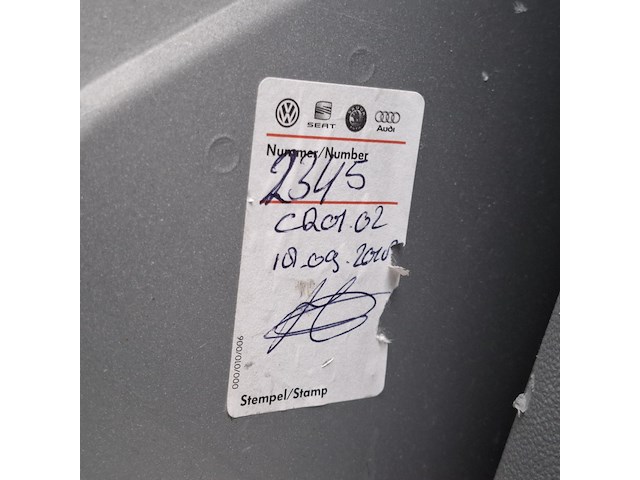 SEAT
Audi
Nummer/Number
2345
CQ01.02
Stempel/Stamp
000/010/006